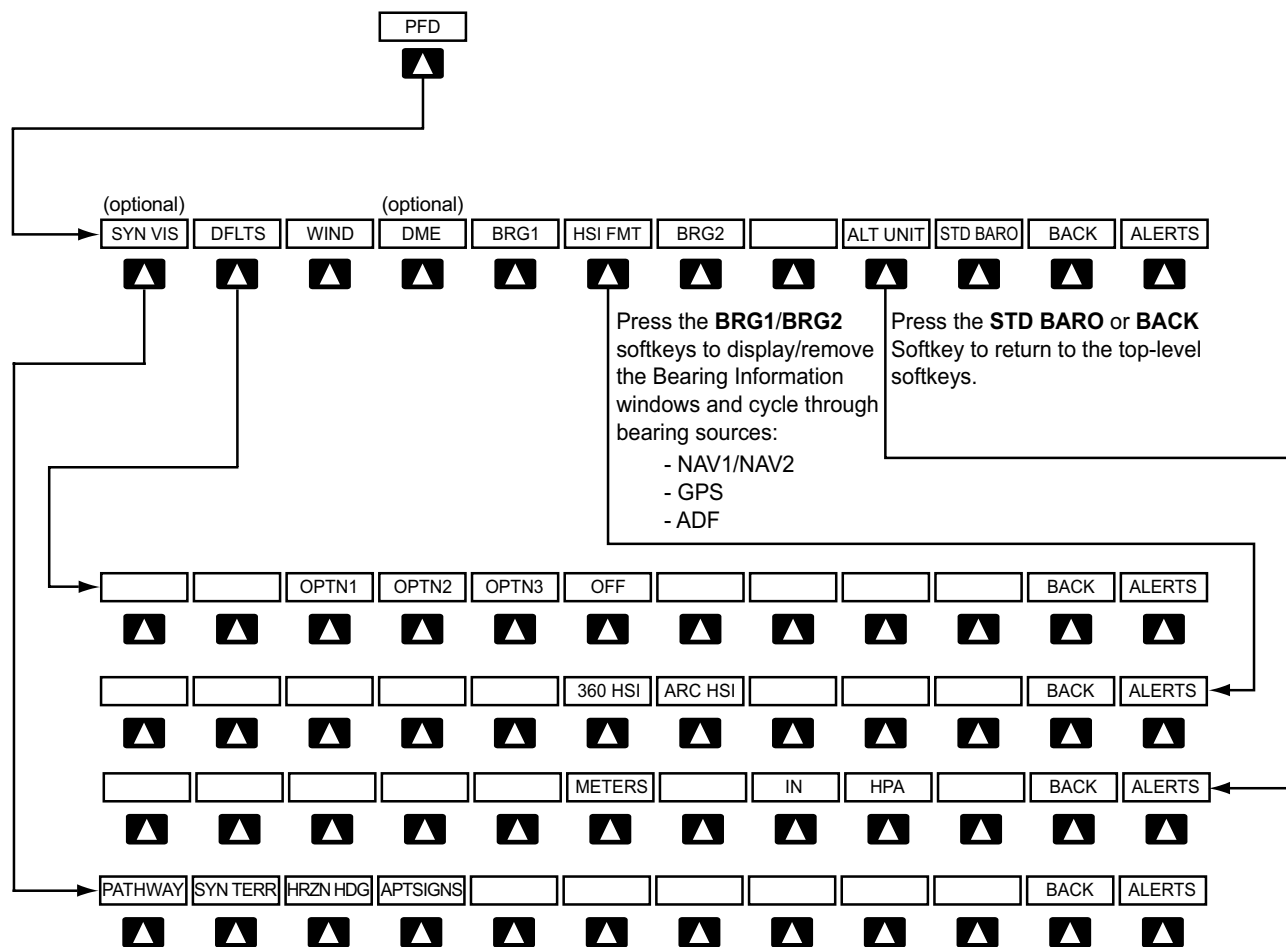 PFD
(optional) (optional)
SYN VIS DFLTS WIND DME BRG1 HSI FMT BRG2 ALT UNIT STD BARO BACK ALERTS
Press the BRG1/BRG2
softkeys to display/remove
the Bearing Information
windows and cycle through
bearing sources:
- NAV1/NAV2
- GPS
- ADF
Press the STD BARO or BACK
Softkey to return to the top-level
softkeys.
OPTN1 OPTN2 OPTN3 OFF BACK ALERTS
360 HSI ARC HSI BACK ALERTS
METERS IN HPA BACK ALERTS
PATHWAY SYN TERR HRZN HDG APTSIGNS BACK ALERTS